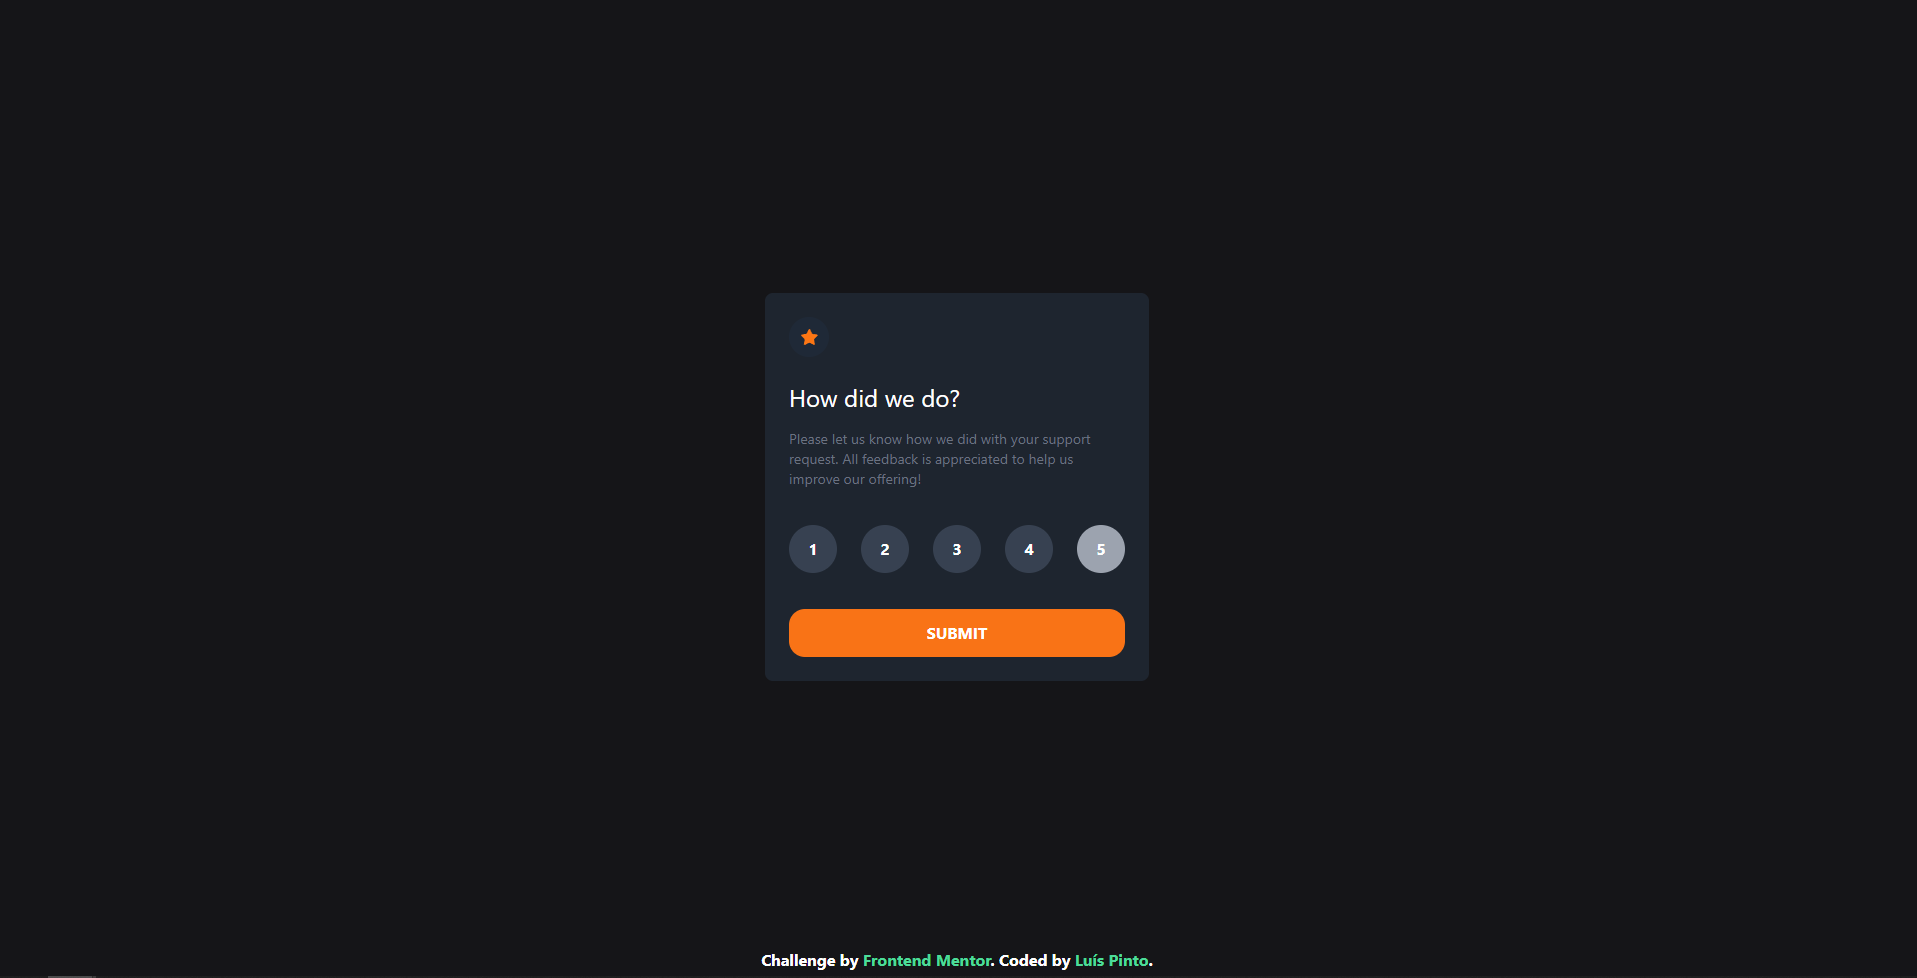 How did we do?
Please let us know how we did with your support
request. All feedback is appreciated to help us
improve our offering!
1 2 3 4 5
SUBMIT
Challenge by Frontend Mentor. Coded by Luís Pinto.